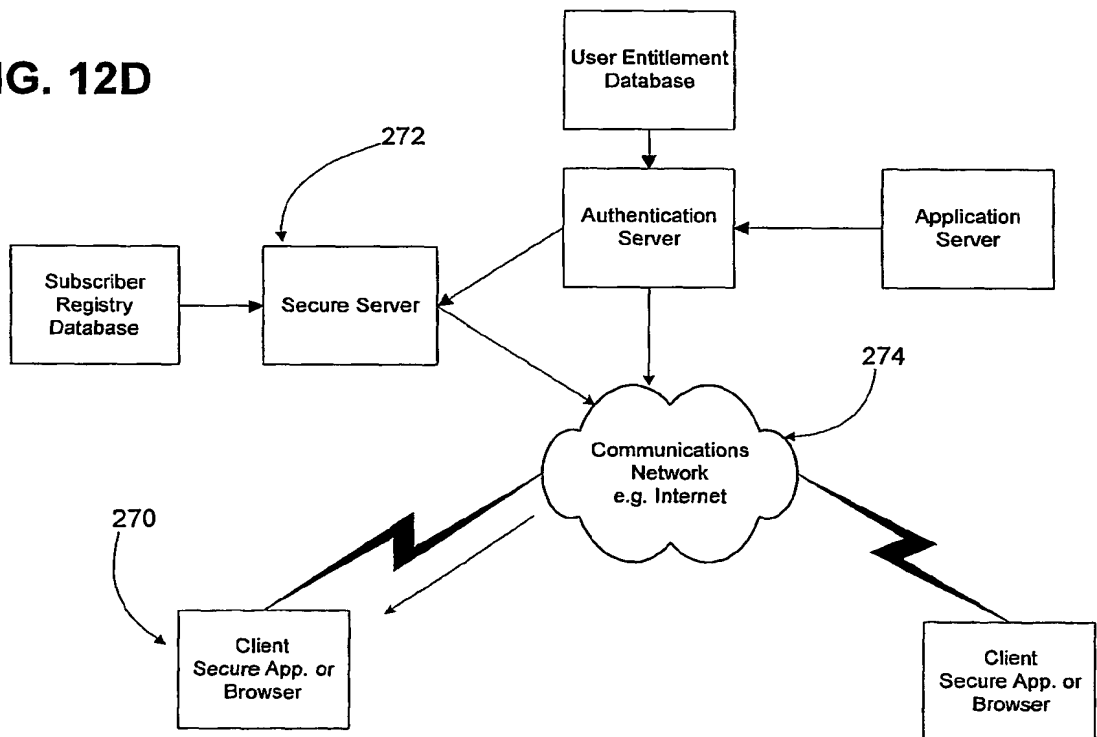 IG. 12D
User Entitlement
Database
272
Authentication
Server
Application
Server
Subscriber
Registry
Database
Secure Server
274
Communications
Network
e.g. Internet
270
Client
Secure App. or
Browser
Client
Secure App. or
Browser